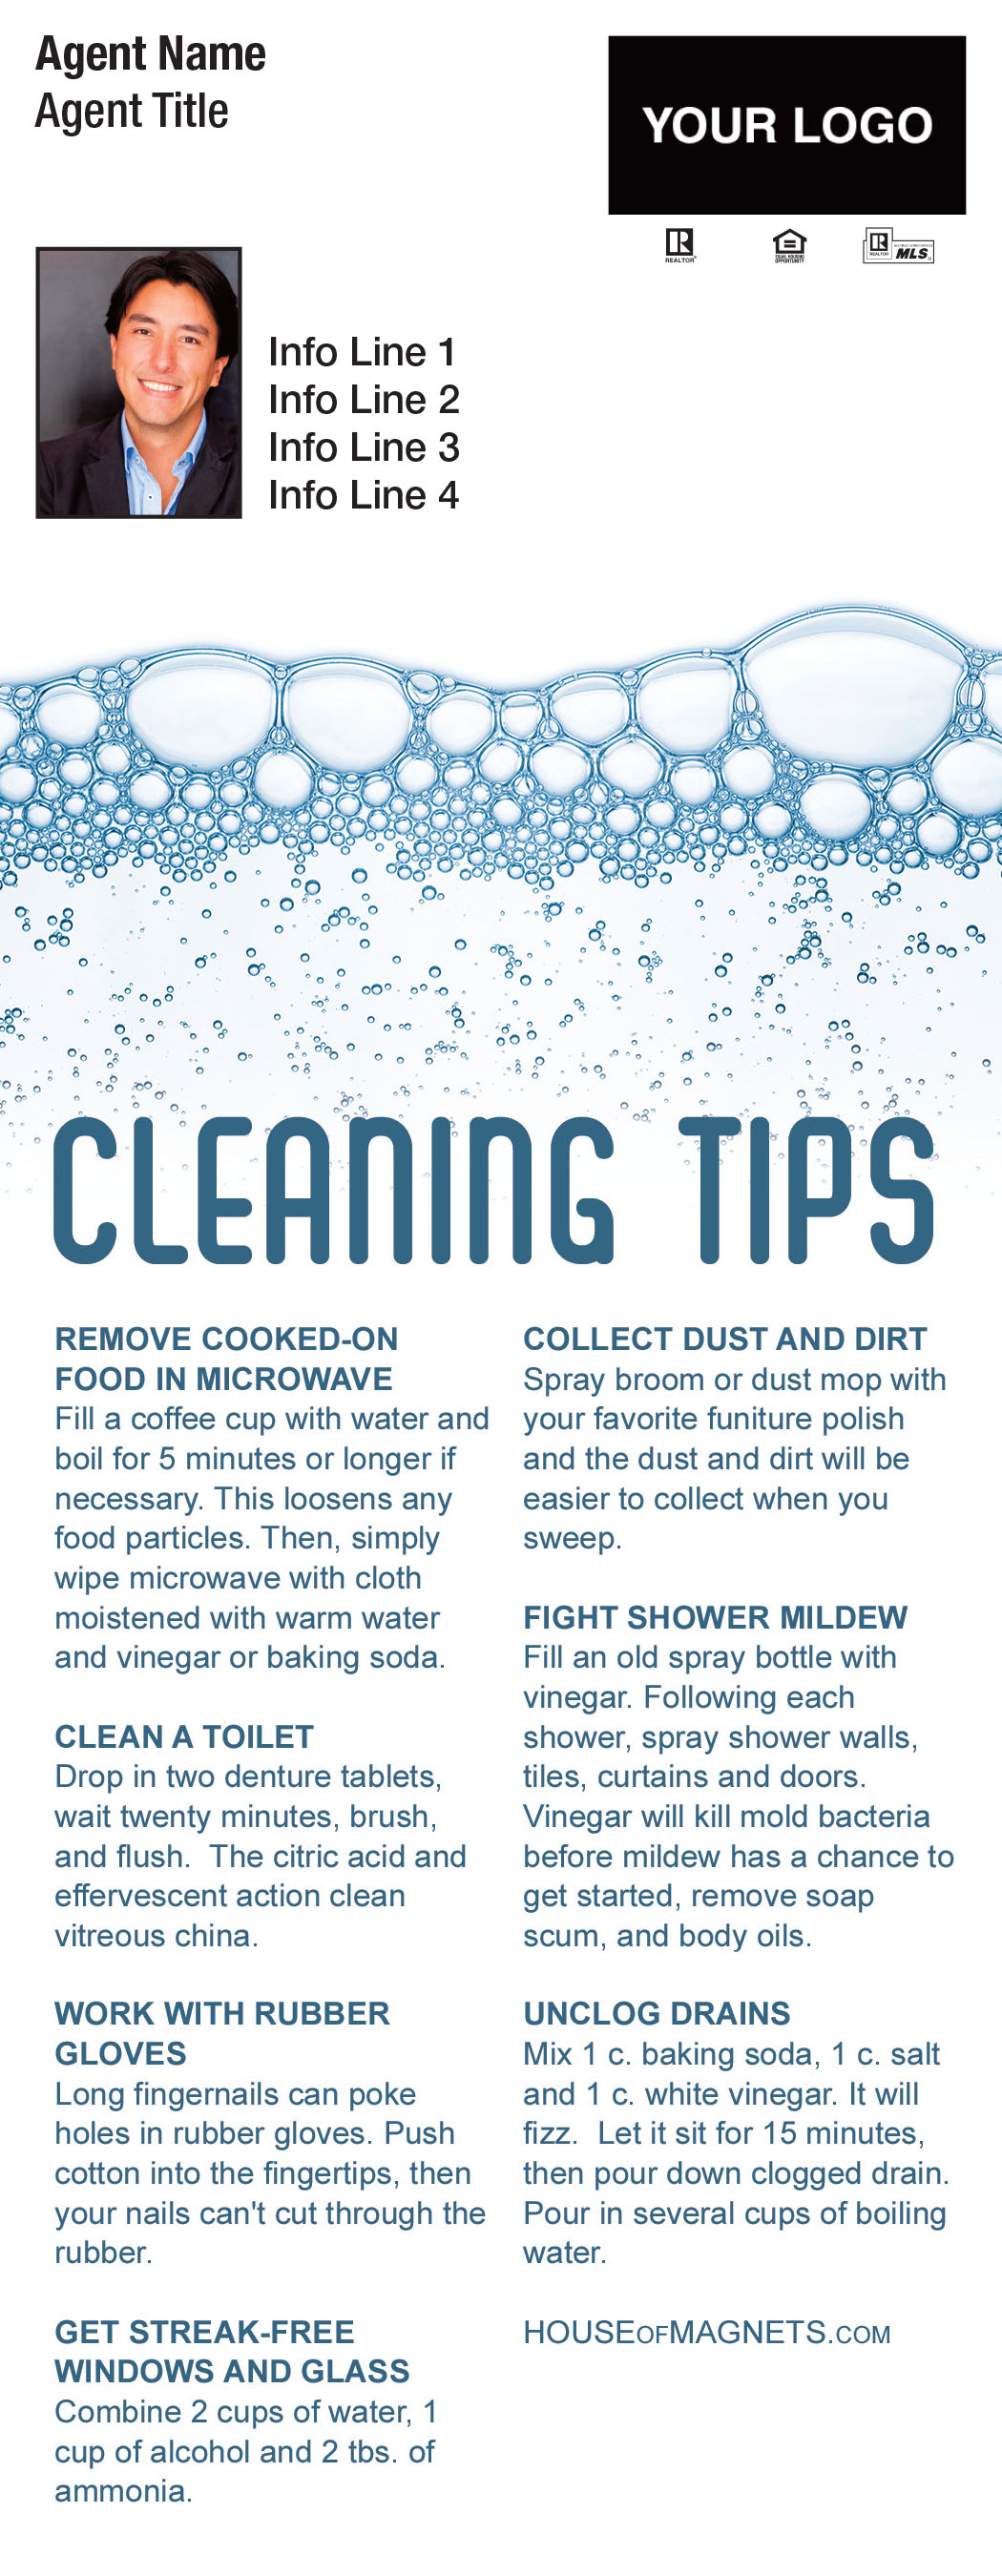 Agent Name
Agent Title
YOUR LOGO
REALTOR®
EQUAL HOUSING
OPPORTUNITY
REALTOR®
MLS
Info Line 1
Info Line 2
Info Line 3
Info Line 4
CLEANING TIPS
REMOVE COOKED-ON
FOOD IN MICROWAVE
Fill a coffee cup with water and
boil for 5 minutes or longer if
necessary. This loosens any
food particles. Then, simply
wipe microwave with cloth
moistened with warm water
and vinegar or baking soda.
CLEAN A TOILET
Drop in two denture tablets,
wait twenty minutes, brush,
and flush. The citric acid and
effervescent action clean
vitreous china.
WORK WITH RUBBER
GLOVES
Long fingernails can poke
holes in rubber gloves. Push
cotton into the fingertips, then
your nails can't cut through the
rubber.
GET STREAK-FREE
WINDOWS AND GLASS
Combine 2 cups of water, 1
cup of alcohol and 2 tbs. of
ammonia.
COLLECT DUST AND DIRT
Spray broom or dust mop with
your favorite funiture polish
and the dust and dirt will be
easier to collect when you
sweep.
FIGHT SHOWER MILDEW
Fill an old spray bottle with
vinegar. Following each
shower, spray shower walls,
tiles, curtains and doors.
Vinegar will kill mold bacteria
before mildew has a chance to
get started, remove soap
scum, and body oils.
UNCLOG DRAINS
Mix 1 c. baking soda, 1 c. salt
and 1 c. white vinegar. It will
fizz. Let it sit for 15 minutes,
then pour down clogged drain.
Pour in several cups of boiling
water.
HOUSEOFMAGNETS.COM